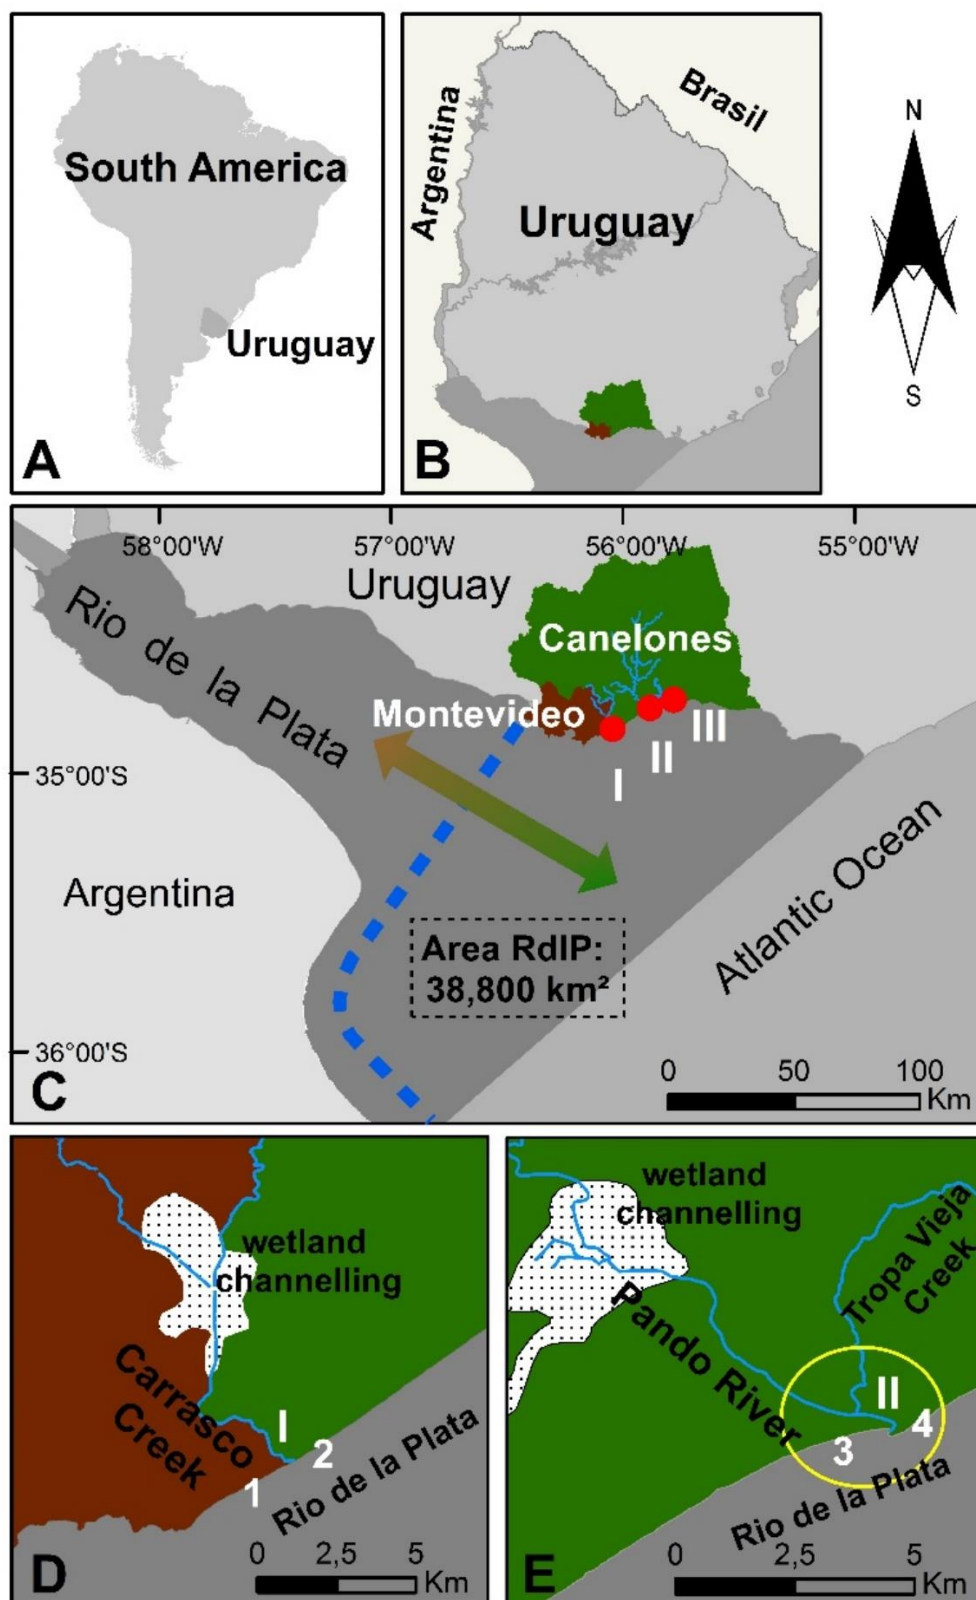 South America
Uruguay
A
Argentina
Brasil
Uruguay
B
N
S
58°00'W
57°00'W
56°00'W
55°00'W
Uruguay
Rio de la Plata
Canelones
Montevideo
I
II
III
35°00'S
Argentina
Atlantic Ocean
Area RdlP:
38,800 km²
36°00'S
0 50 100
Km
C
wetland
channelling
Carrasco
Creek
I
2
1
Rio de la Plata
0 2,5 5
Km
D
wetland
channelling
Tropa Vieja
Creek
Pando River
II
4
3
Rio de la Plata
0 2,5 5
Km
E